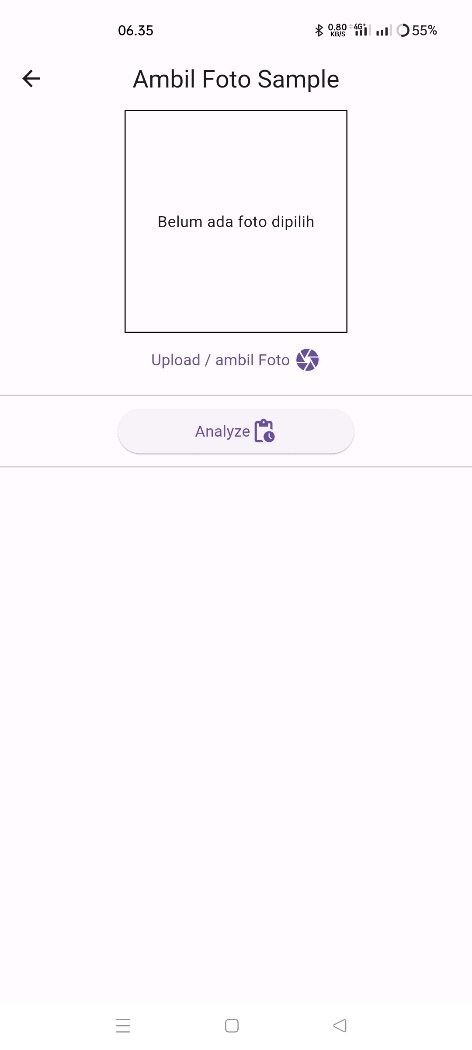 06.35
0.80 KB/S 4G+ 55%
Ambil Foto Sample
Belum ada foto dipilih
Upload / ambil Foto
Analyze